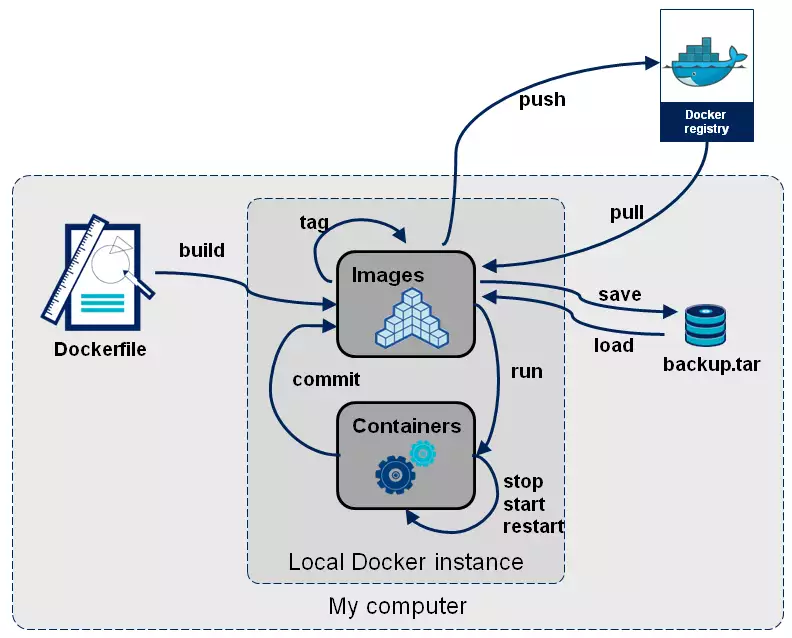 push
Docker
registry
pull
tag
build
Images
save
Dockerfile
load
backup.tar
commit
run
Containers
stop
start
restart
Local Docker instance
My computer